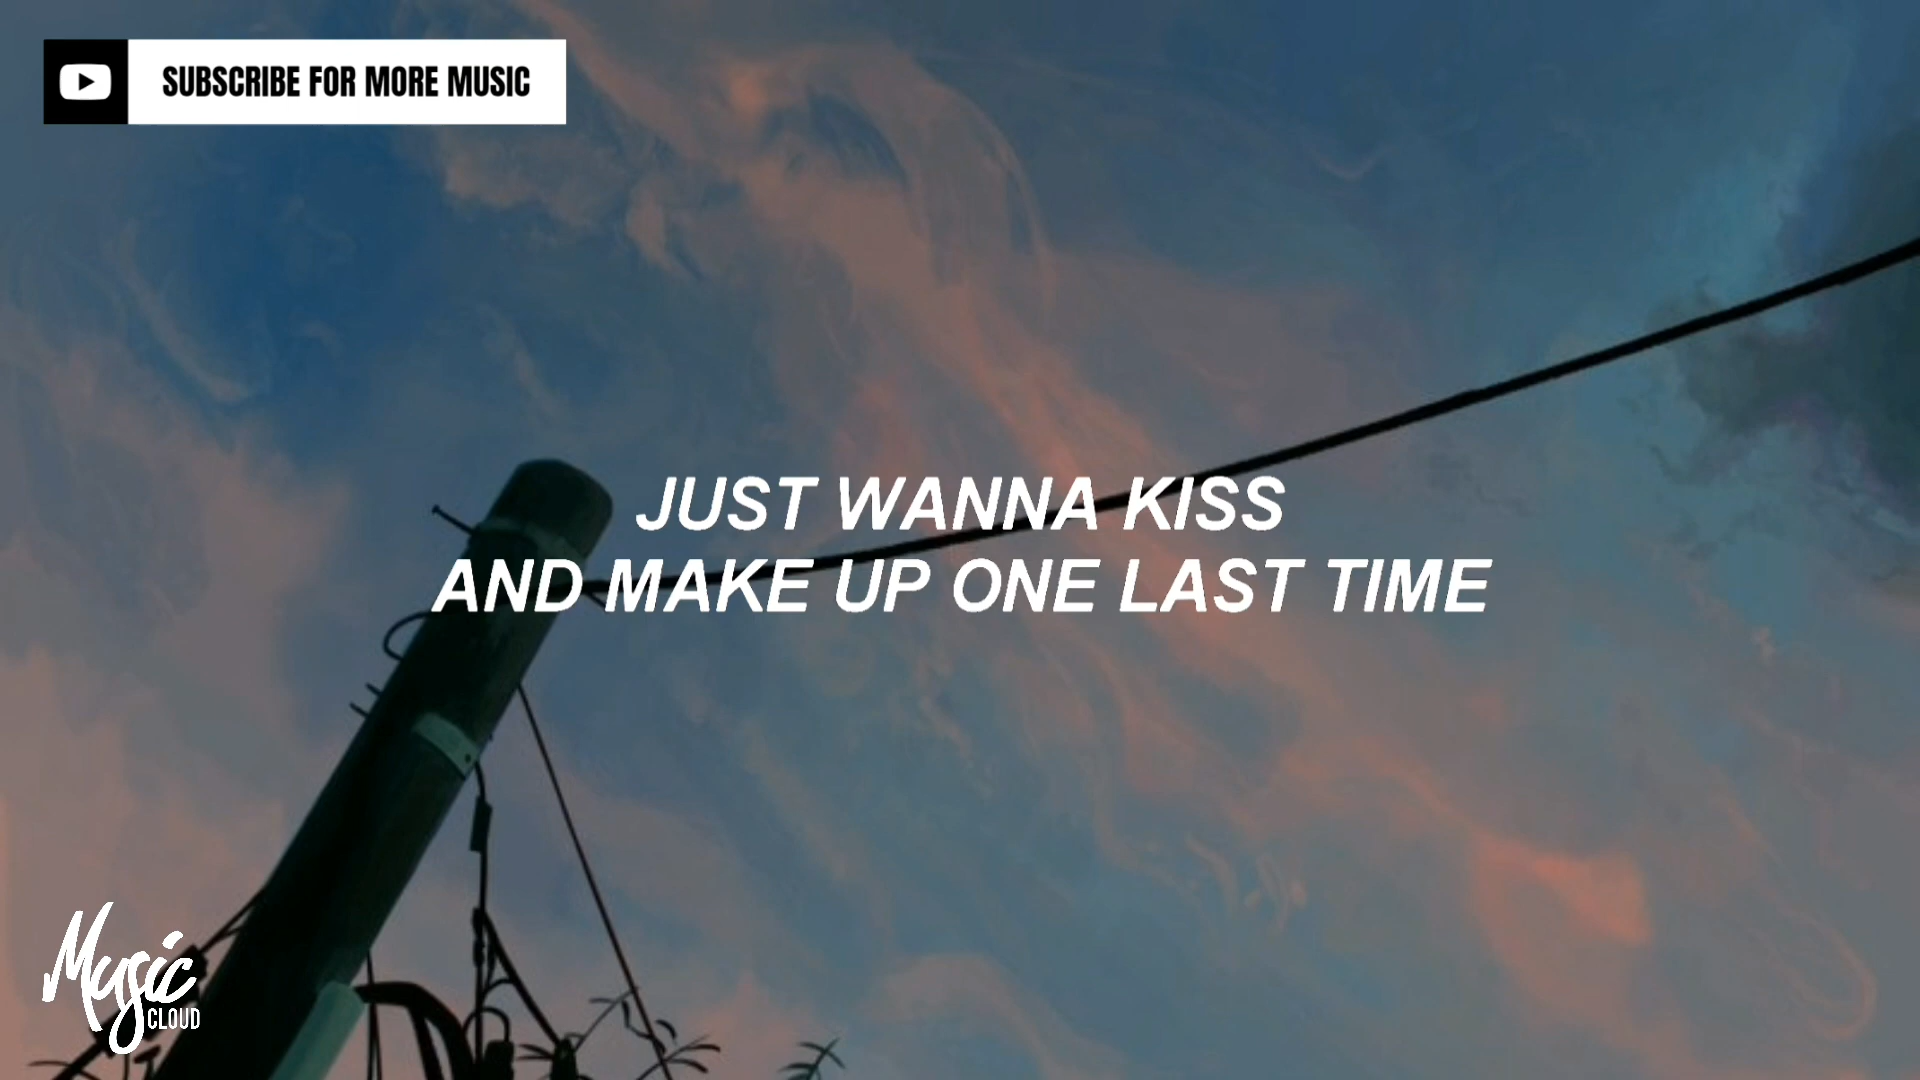 SUBSCRIBE FOR MORE MUSIC
JUST WANNA KISS
AND MAKE UP ONE LAST TIME
Music
CLOUD